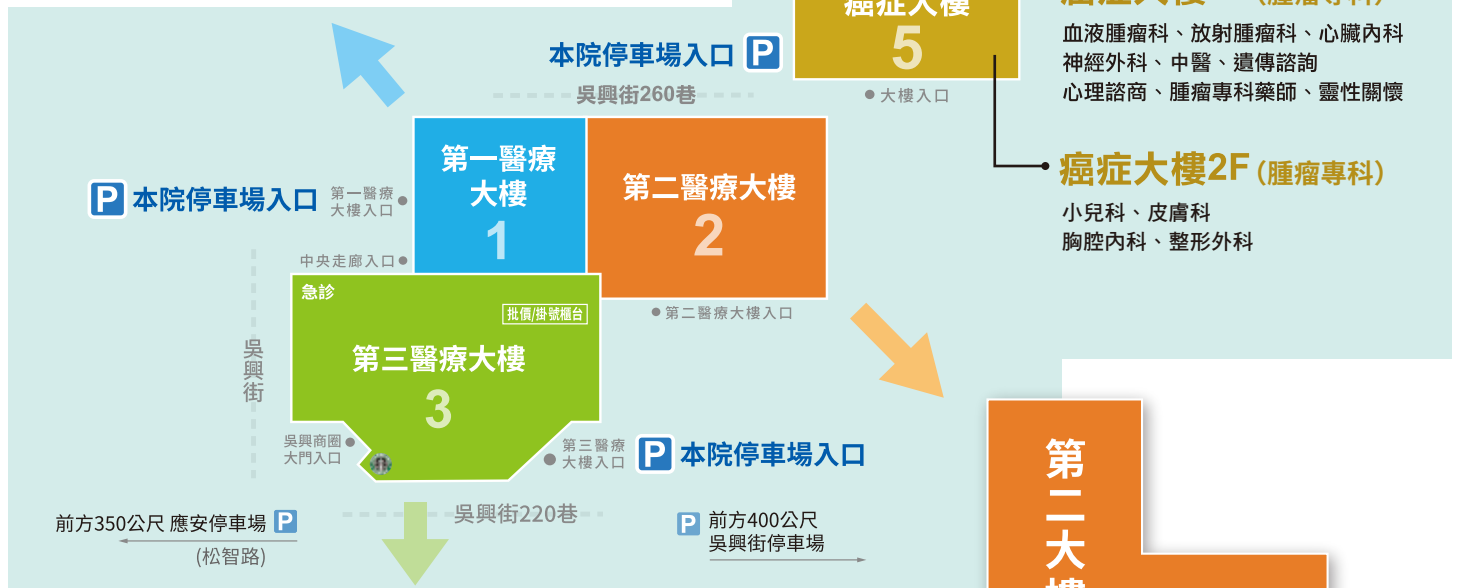 癌症大樓
5
本院停車場入口 P
吳興街260巷
大樓入口
(腫瘤專科)
血液腫瘤科、放射腫瘤科、心臟內科
神經外科、中醫、遺傳諮詢
心理諮商、腫瘤專科藥師、靈性關懷
癌症大樓2F(腫瘤專科)
小兒科、皮膚科
胸腔內科、整形外科
第一醫療
大樓
1
第二醫療大樓
2
P 本院停車場入口
第一醫療
大樓入口
中央走廊入口
急診
批價/掛號櫃台
第三醫療大樓
3
第二醫療大樓入口
吳興街
吳興商圈
大門入口
第三醫療
大樓入口
P 本院停車場入口
吳興街220巷
前方350公尺 應安停車場 P
(松智路)
P 前方400公尺
吳興街停車場
第二大樓